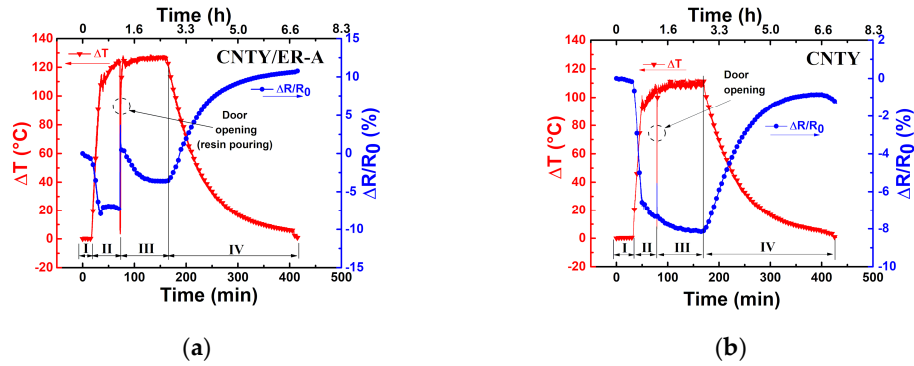 Time (h)
0 1.6 3.3 5.0 6.6 8.3
CNTY/ER-A
ΔT
ΔR/R0
Door
opening
(resin pouring)
I II III IV
140
120
100
80
60
40
20
0
-20
ΔT (°C)
15
10
5
0
-5
-10
-15
ΔR/R0 (%)
0 100 200 300 400 500
Time (min)
(a)
Time (h)
0 1.6 3.3 5.0 6.6 8.3
CNTY
ΔT
Door
opening
ΔR/R0
I II III IV
140
120
100
80
60
40
20
0
-20
ΔT (°C)
2
0
-2
-4
-6
-8
-10
ΔR/R0 (%)
0 100 200 300 400 500
Time (min)
(b)